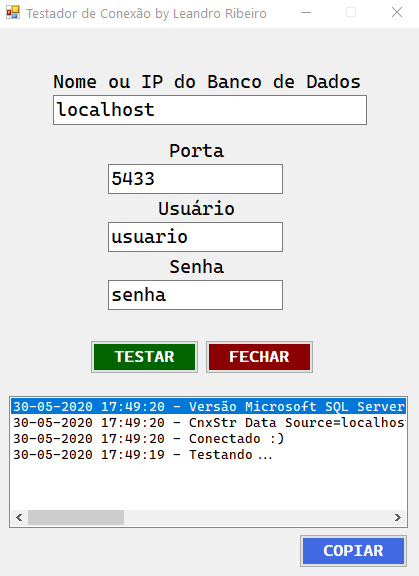 Testador de Conexão by Leandro Ribeiro
Nome ou IP do Banco de Dados
localhost
Porta
5433
Usuário
usuario
Senha
senha
TESTAR FECHAR
30-05-2020 17:49:20 - Versão Microsoft SQL Server
30-05-2020 17:49:20 - CnxStr Data Source=localhos
30-05-2020 17:49:20 - Conectado :)
30-05-2020 17:49:19 - Testando ...
COPIAR